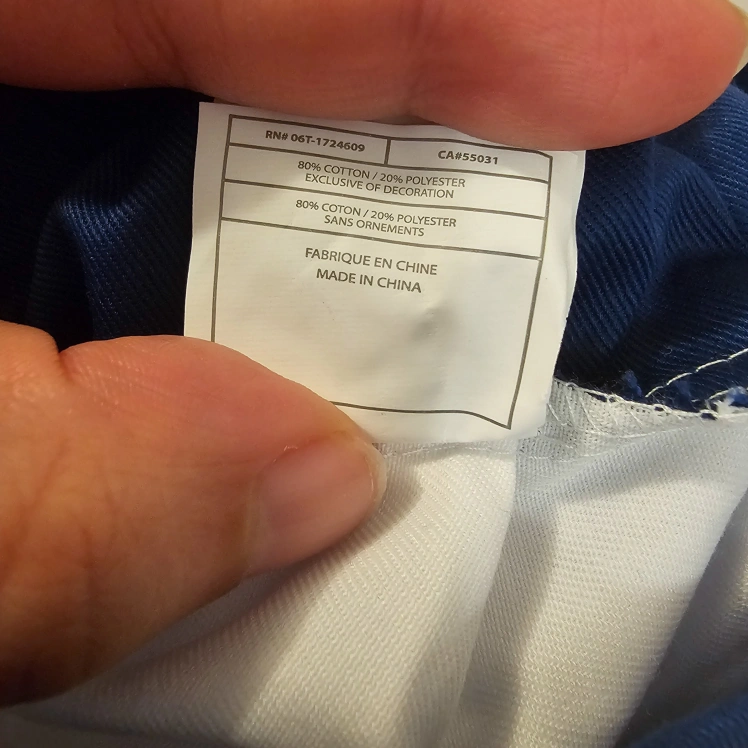 RN# 06T-1724609
CA#55031
80% COTTON / 20% POLYESTER
EXCLUSIVE OF DECORATION
80% COTON / 20% POLYESTER
SANS ORNEMENTS
FABRIQUE EN CHINE
MADE IN CHINA